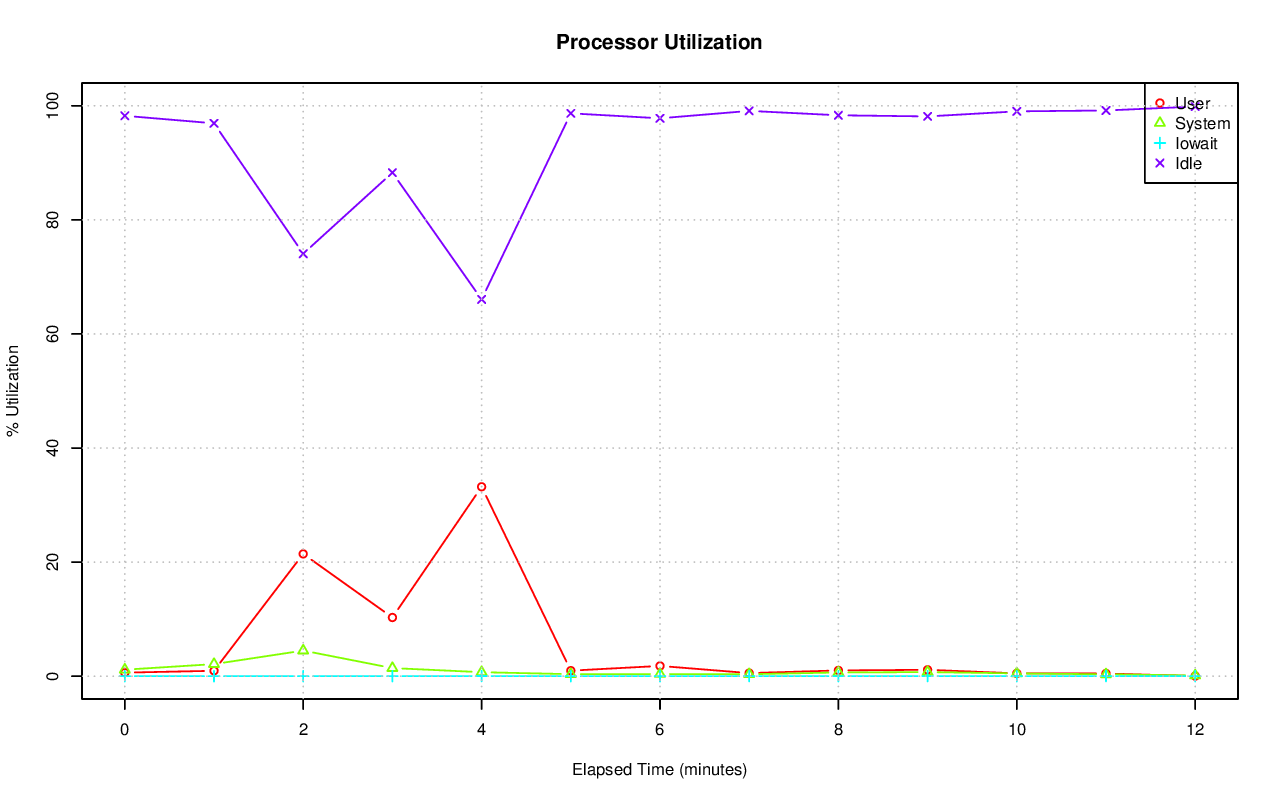 Processor Utilization
% Utilization
100
80
60
40
20
0
User
System
Iowait
Idle
0 2 4 6 8 10 12
Elapsed Time (minutes)